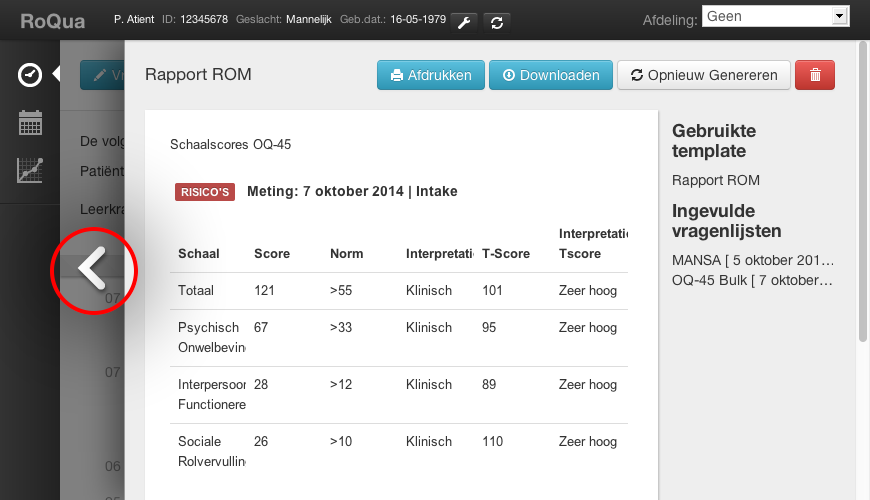 RoQua P. Atient ID: 12345678 Geslacht: Mannelijk Geb.dat.: 16-05-1979 Afdeling: Geen
Rapport ROM Afdrukken Downloaden Opnieuw Genereren
De volg
Patiënt
Leerkra
07
07
06
05
Schaalscores OQ-45
RISICO'S Meting: 7 oktober 2014 | Intake
Schaal Score Norm Interpretatie T-Score Interpretatie Tscore
Totaal 121 >55 Klinisch 101 Zeer hoog
Psychisch 67 >33 Klinisch 95 Zeer hoog
Onwelbevin
Interpersoor 28 >12 Klinisch 89 Zeer hoog
Functionere
Sociale 26 >10 Klinisch 110 Zeer hoog
Rolvervullin
Gebruikte
template
Rapport ROM
Ingevulde
vragenlijsten
MANSA [ 5 oktober 201...
OQ-45 Bulk [ 7 oktober...